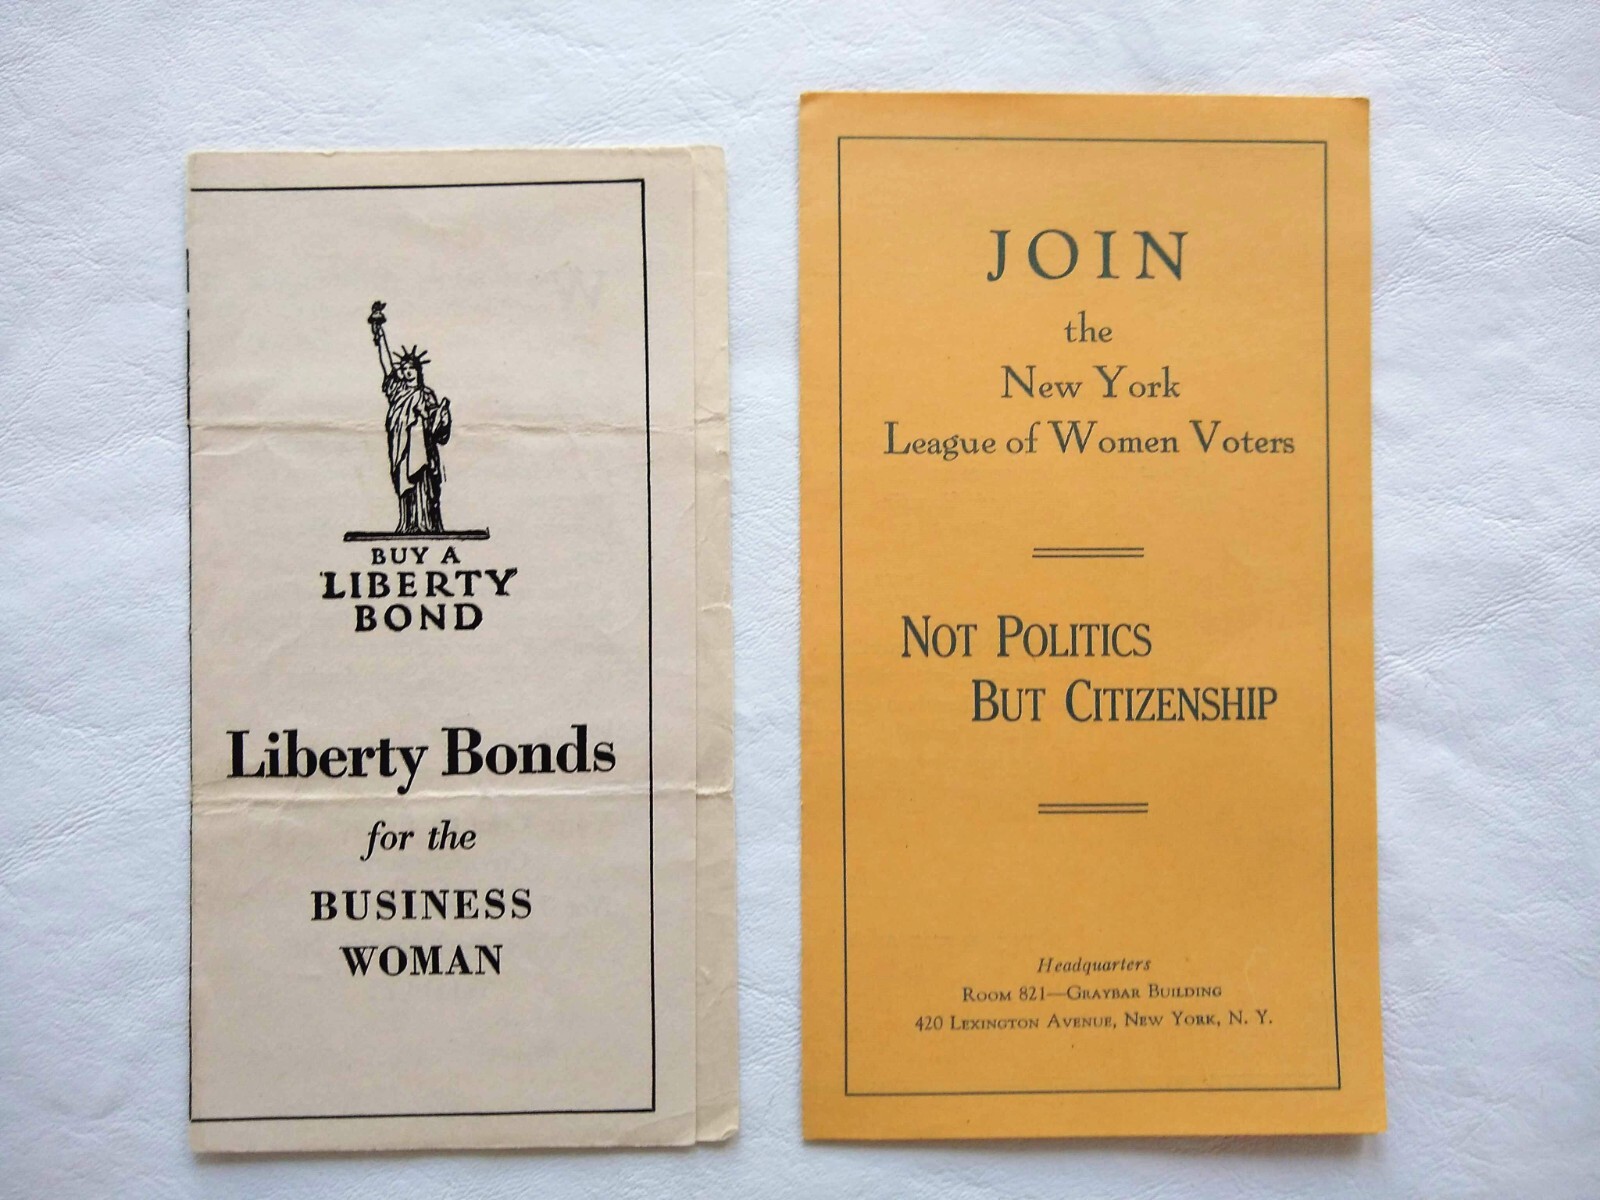 BUY A
LIBERTY
BOND
Liberty Bonds
for the
BUSINESS
WOMAN
JOIN
the
New York
League of Women Voters
NOT POLITICS
BUT CITIZENSHIP
Headquarters
ROOM 821—GRAYBAR BUILDING
420 LEXINGTON AVENUE, NEW YORK, N. Y.